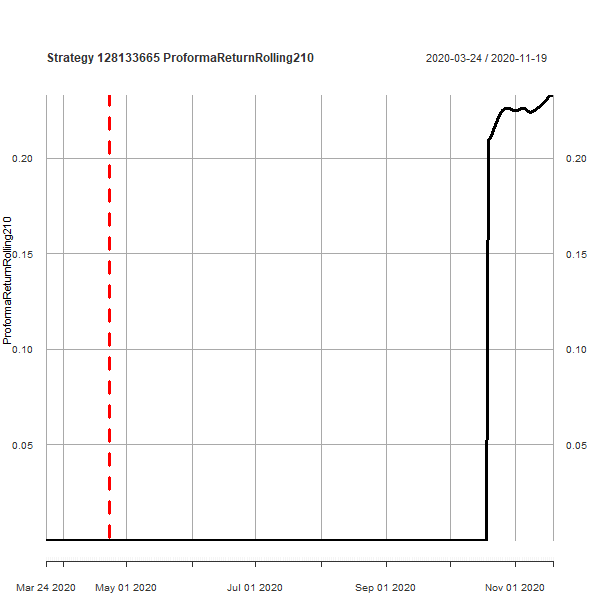 Strategy 128133665 ProformaReturnRolling210
2020-03-24 / 2020-11-19
ProformaReturnRolling210
0.20
0.15
0.10
0.05
0.20
0.15
0.10
0.05
Mar 24 2020
May 01 2020
Jul 01 2020
Sep 01 2020
Nov 01 2020